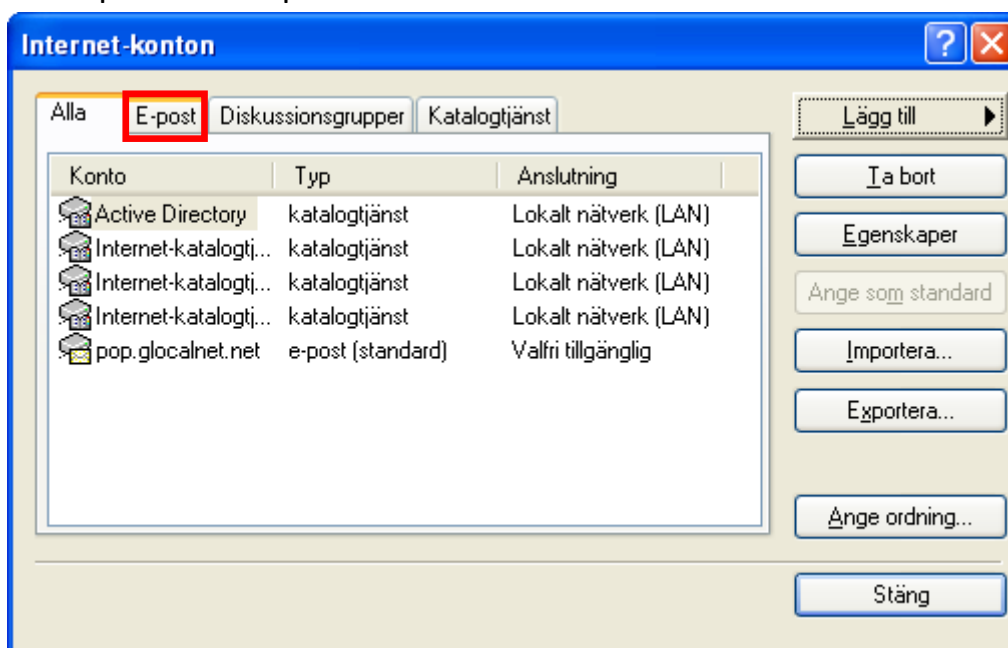 Internet-konton
Alla E-post Diskussionsgrupper Katalogtjänst
Lägg till
Konto Typ Anslutning
Ta bort
Active Directory katalogtjänst Lokalt nätverk (LAN)
Egenskaper
Internet-katalogtj... katalogtjänst Lokalt nätverk (LAN)
Internet-katalogtj... katalogtjänst Lokalt nätverk (LAN)
Ange som standard
Internet-katalogtj... katalogtjänst Lokalt nätverk (LAN)
pop.glocalnet.net e-post (standard) Valfri tillgänglig
Importera...
Exportera...
Ange ordning...
Stäng